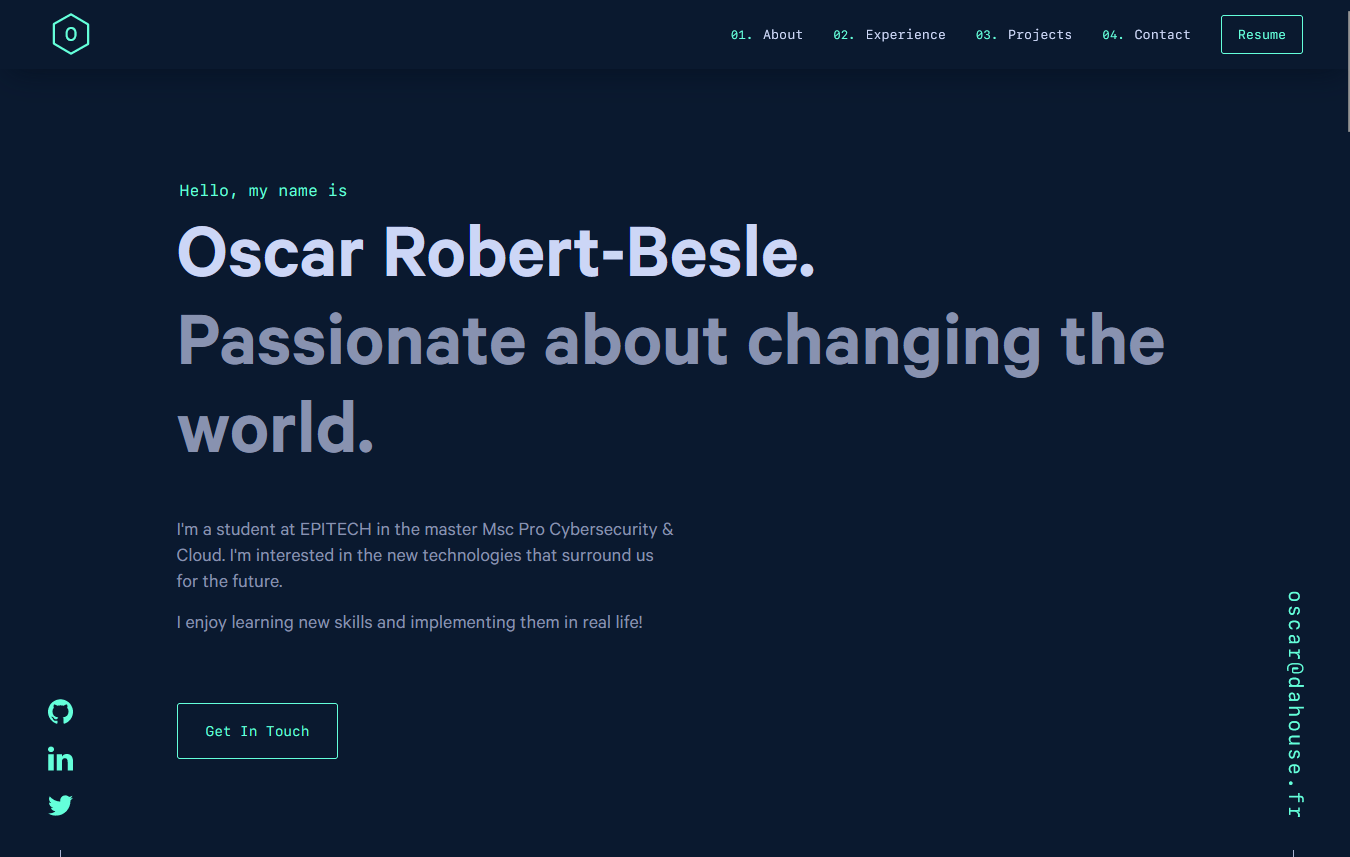 O
01. About 02. Experience 03. Projects 04. Contact Resume
Hello, my name is
Oscar Robert-Besle.
Passionate about changing the
world.
I'm a student at EPITECH in the master Msc Pro Cybersecurity &
Cloud. I'm interested in the new technologies that surround us
for the future.
I enjoy learning new skills and implementing them in real life!
Get In Touch
in
oscar@dahouse.fr